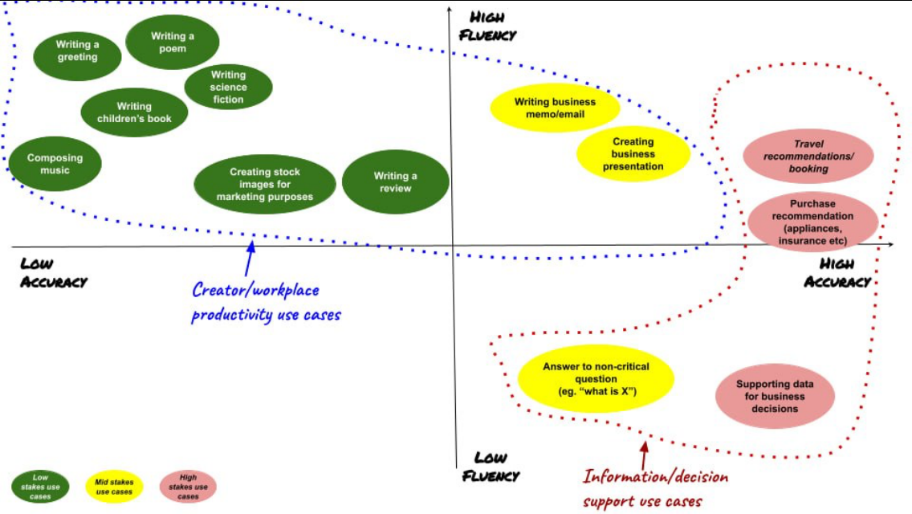 HIGH
FLUENCY
Writing a
greeting
Writing a
poem
Writing
science
fiction
Writing
children's book
Composing
music
Creating stock
images for
marketing purposes
Writing a
review
Writing business
memo/email
Creating
business
presentation
Travel
recommendations/
booking
Purchase
recommendation
(appliances,
insurance etc)
LOW
ACCURACY
HIGH
ACCURACY
Creator/workplace
productivity use cases
Answer to non-critical
question
(eg. "what is X")
Supporting data
for business
decisions
LOW
FLUENCY
Information/decision
support use cases
Low
stakes use
cases
Mid stakes
use cases
High
stakes use
cases